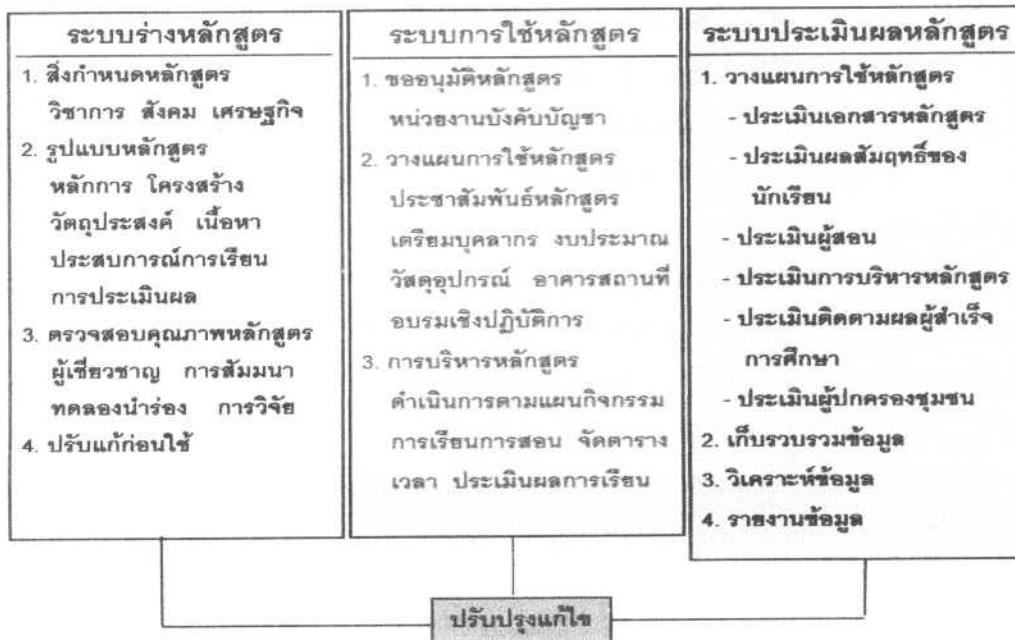 ระบบร่างหลักสูตร
1. สิ่งกำหนดหลักสูตร
วิชาการ สังคม เศรษฐกิจ
2. รูปแบบหลักสูตร
หลักการ โครงสร้าง
วัตถุประสงค์ เนื้อหา
ประสบการณ์การเรียน
การประเมินผล
3. ตรวจสอบคุณภาพหลักสูตร
ผู้เชี่ยวชาญ การสัมมนา
ทดลองนำร่อง การวิจัย
4. ปรับแก้ก่อนใช้
ระบบการใช้หลักสูตร
1. ขออนุมัติหลักสูตร
หน่วยงานบังคับบัญชา
2. วางแผนการใช้หลักสูตร
ประชาสัมพันธ์หลักสูตร
เตรียมบุคลากร งบประมาณ
วัสดุอุปกรณ์ อาคารสถานที่
อบรมเชิงปฏิบัติการ
3. การบริหารหลักสูตร
ดำเนินการตามแผนกิจกรรม
การเรียนการสอน จัดตาราง
เวลา ประเมินผลการเรียน
ระบบประเมินผลหลักสูตร
1. วางแผนการใช้หลักสูตร
- ประเมินเอกสารหลักสูตร
- ประเมินผลสัมฤทธิ์ของ
นักเรียน
- ประเมินผู้สอน
- ประเมินการบริหารหลักสูตร
- ประเมินติดตามผลผู้สำเร็จ
การศึกษา
- ประเมินผู้ปกครองชุมชน
2. เก็บรวบรวมข้อมูล
3. วิเคราะห์ข้อมูล
4. รายงานข้อมูล
ปรับปรุงแก้ไข